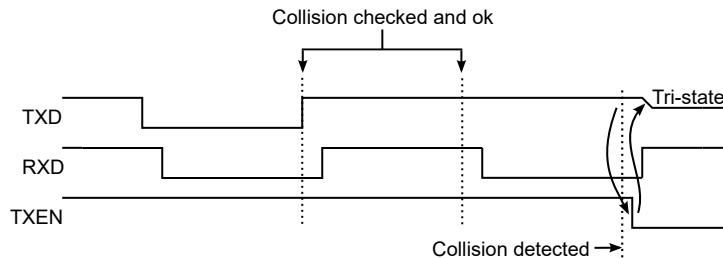 Collision checked and ok
TXD
Tri-state
RXD
TXEN
Collision detected